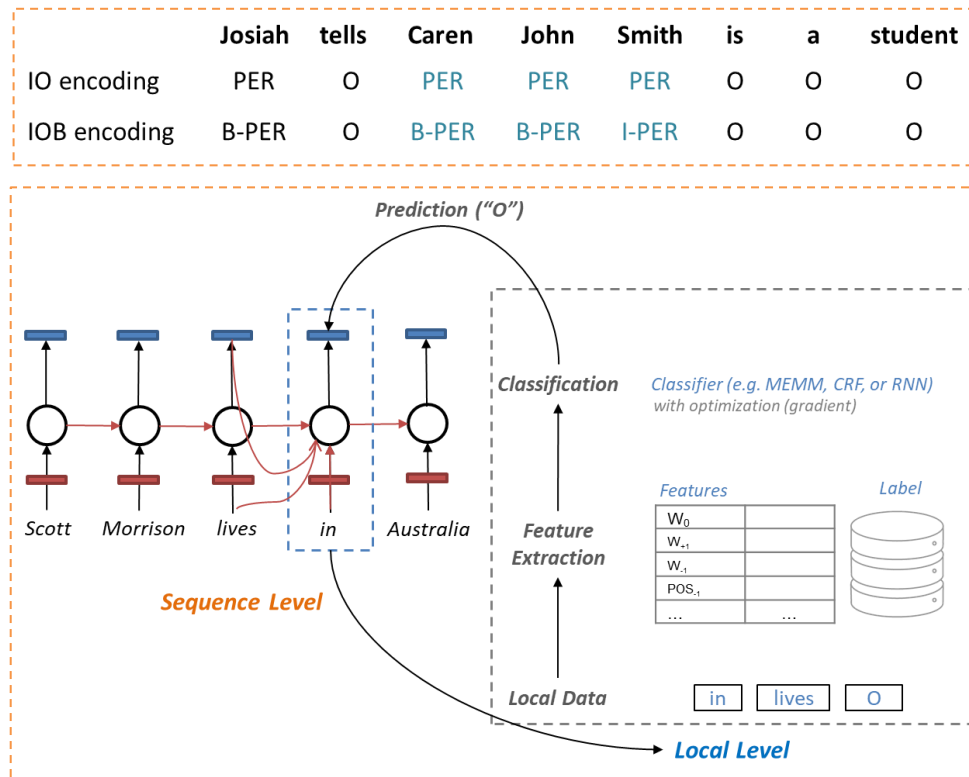 Josiah tells Caren John Smith is a student
IO encoding PER O PER PER PER O O O
IOB encoding B-PER O B-PER B-PER I-PER O O O
Prediction (“O”)
Classification
Classifier (e.g. MEMM, CRF, or RNN)
with optimization (gradient)
Scott Morrison lives in Australia
Features
Label
W0
W+1
W-1
POS-1
... ...
Feature
Extraction
Sequence Level
Local Data
in lives O
Local Level